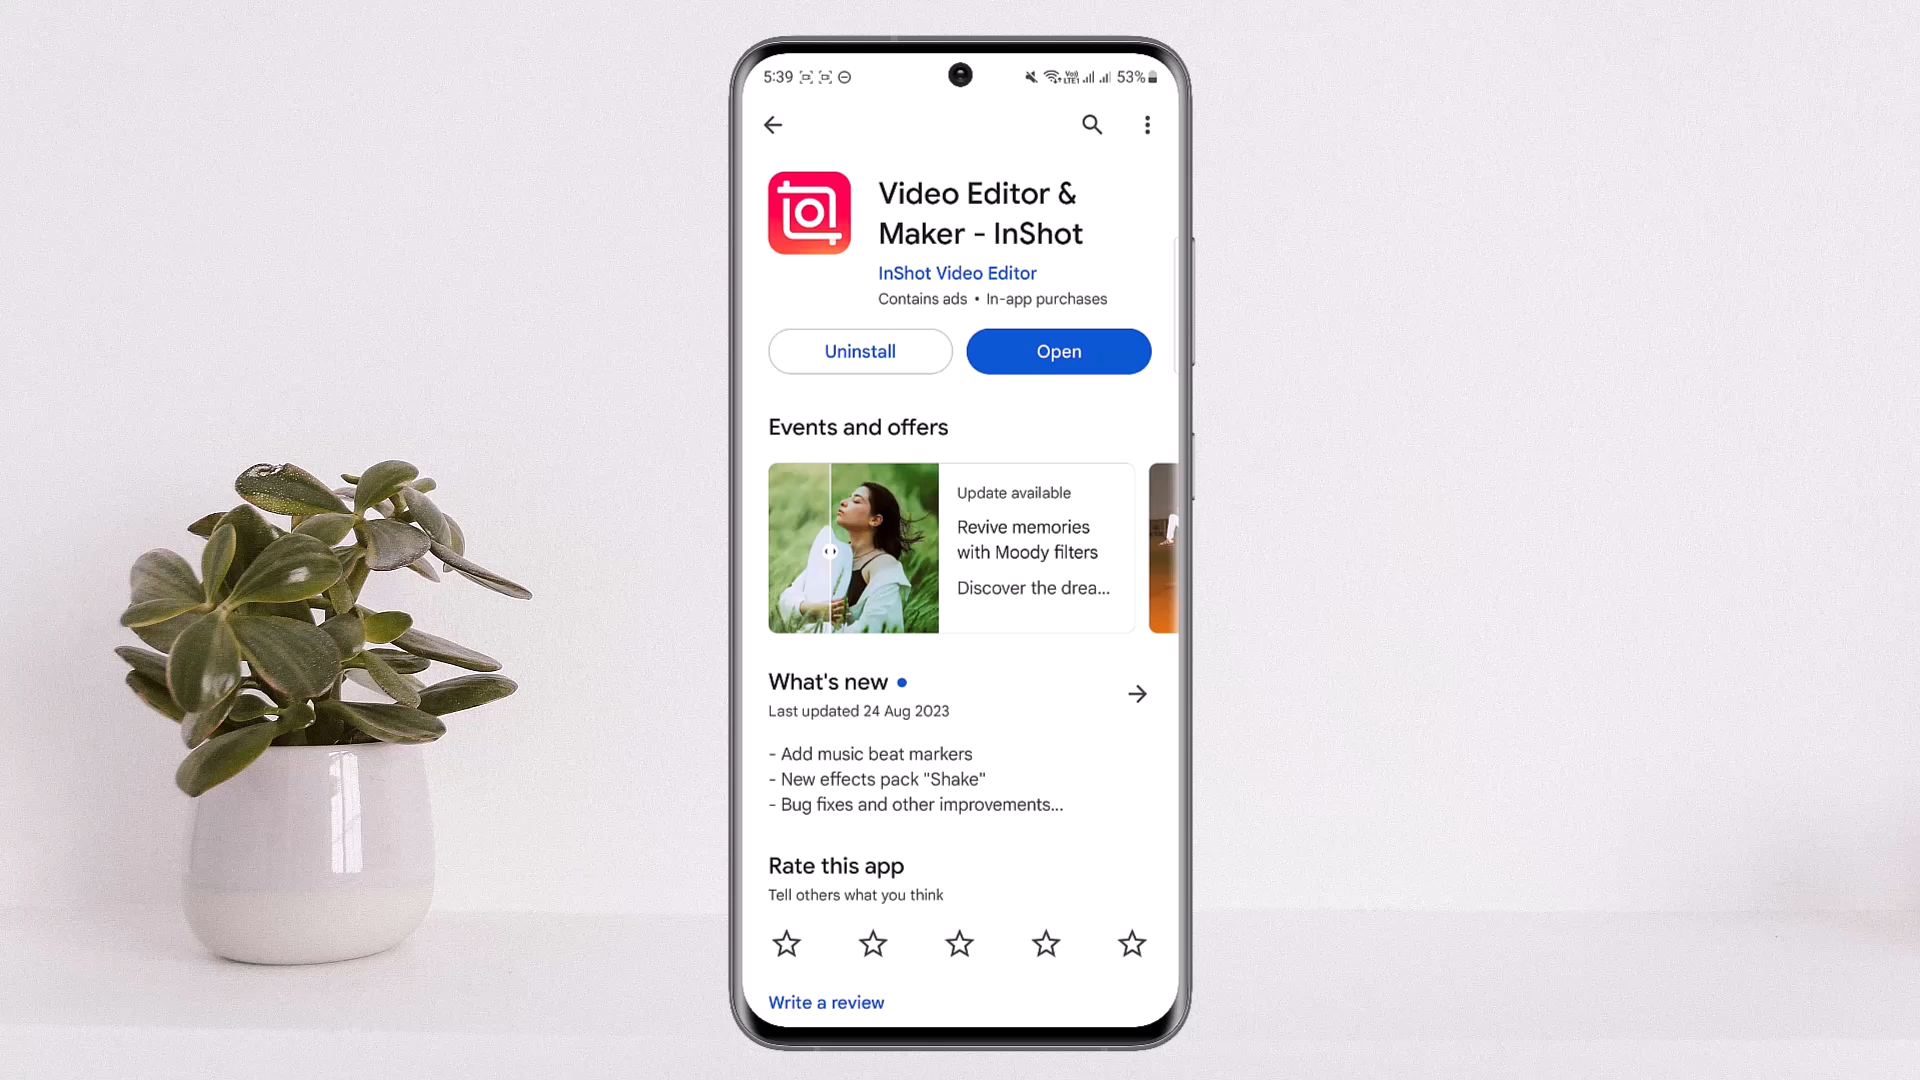 5:39
53%
Video Editor &
Maker - InShot
InShot Video Editor
Contains ads • In-app purchases
Uninstall
Open
Events and offers
Update available
Revive memories
with Moody filters
Discover the drea...
What's new
Last updated 24 Aug 2023
- Add music beat markers
- New effects pack "Shake"
- Bug fixes and other improvements...
Rate this app
Tell others what you think
Write a review